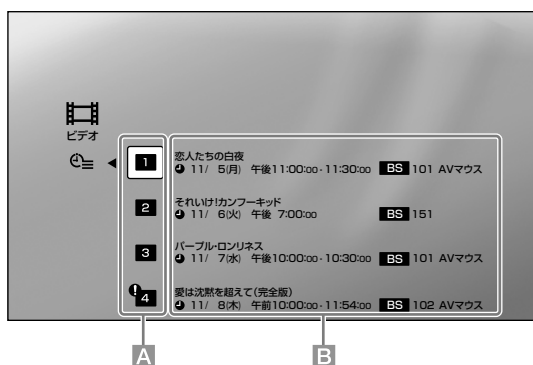 ビデオ
1
恋人たちの白夜
11/ 5(月) 午後11:00:00-11:30:00 BS 101 AVマウス
2
それいけ!カンフーキッド
11/ 6(火) 午後 7:00:00 BS 151
3
パープル・ロンリネス
11/ 7(水) 午後10:00:00-10:30:00 BS 101 AVマウス
!4
愛は沈黙を超えて(完全版)
11/ 8(木) 午前10:00:00-11:54:00 BS 102 AVマウス
A B